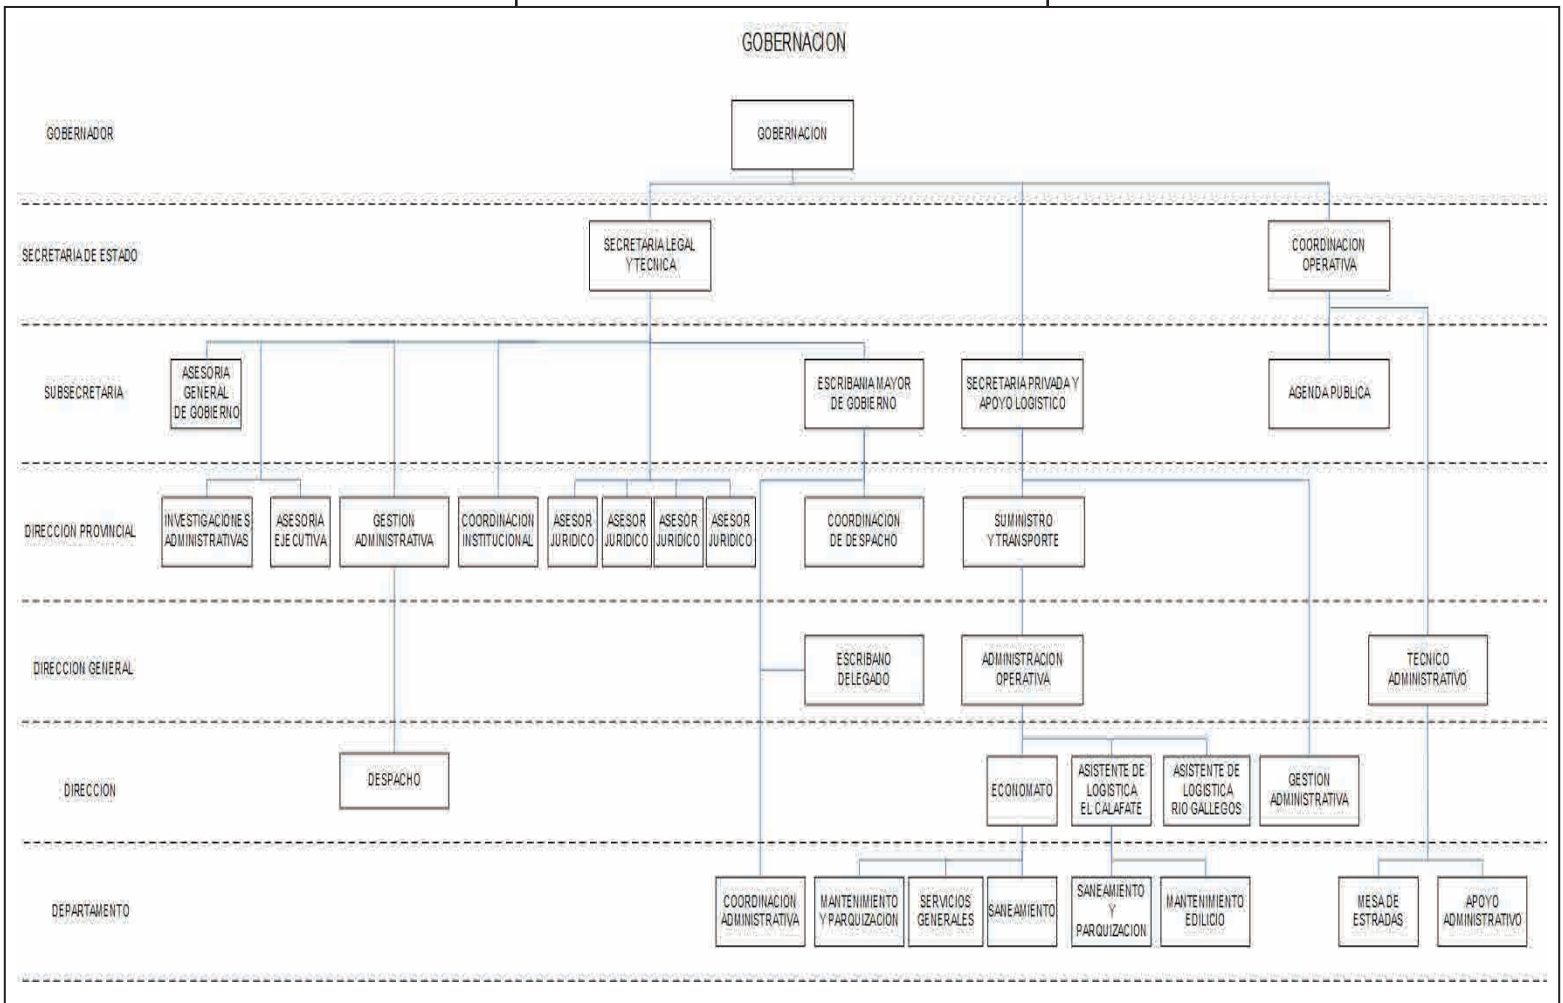 GOBERNACION
GOBERNADOR
GOBERNACION
SECRETARIA DE ESTADO
SECRETARIA LEGAL
Y TECNICA
COORDINACION
OPERATIVA
SUBSECRETARIA
ASESORIA
GENERAL
DE GOBIERNO
ESCRIBANIA MAYOR
DE GOBIERNO
SECRETARIA PRIVADA Y
APOYO LOGISTICO
AGENDA PUBLICA
DIRECCION PROVINCIAL
INVESTIGACIONES
ADMINISTRATIVAS
ASESORIA
EJECUTIVA
GESTION
ADMINISTRATIVA
COORDINACION
INSTITUCIONAL
ASESOR
JURIDICO
ASESOR
JURIDICO
ASESOR
JURIDICO
ASESOR
JURIDICO
COORDINACION
DE DESPACHO
SUMINISTRO
Y TRANSPORTE
DIRECCION GENERAL
ESCRIBANO
DELEGADO
ADMINISTRACION
OPERATIVA
TECNICO
ADMINISTRATIVO
DIRECCION
DESPACHO
ECONOMATO
ASISTENTE DE
LOGISTICA
EL CALAFATE
ASISTENTE DE
LOGISTICA
RIO GALLEGOS
GESTION
ADMINISTRATIVA
DEPARTAMENTO
COORDINACION
ADMINISTRATIVA
MANTENIMIENTO
Y PARQUIZACION
SERVICIOS
GENERALES
SANEAMIENTO
SANEAMIENTO
Y
PARQUIZACION
MANTENIMIENTO
EDILICIO
MESA DE
ESTRADAS
APOYO
ADMINISTRATIVO